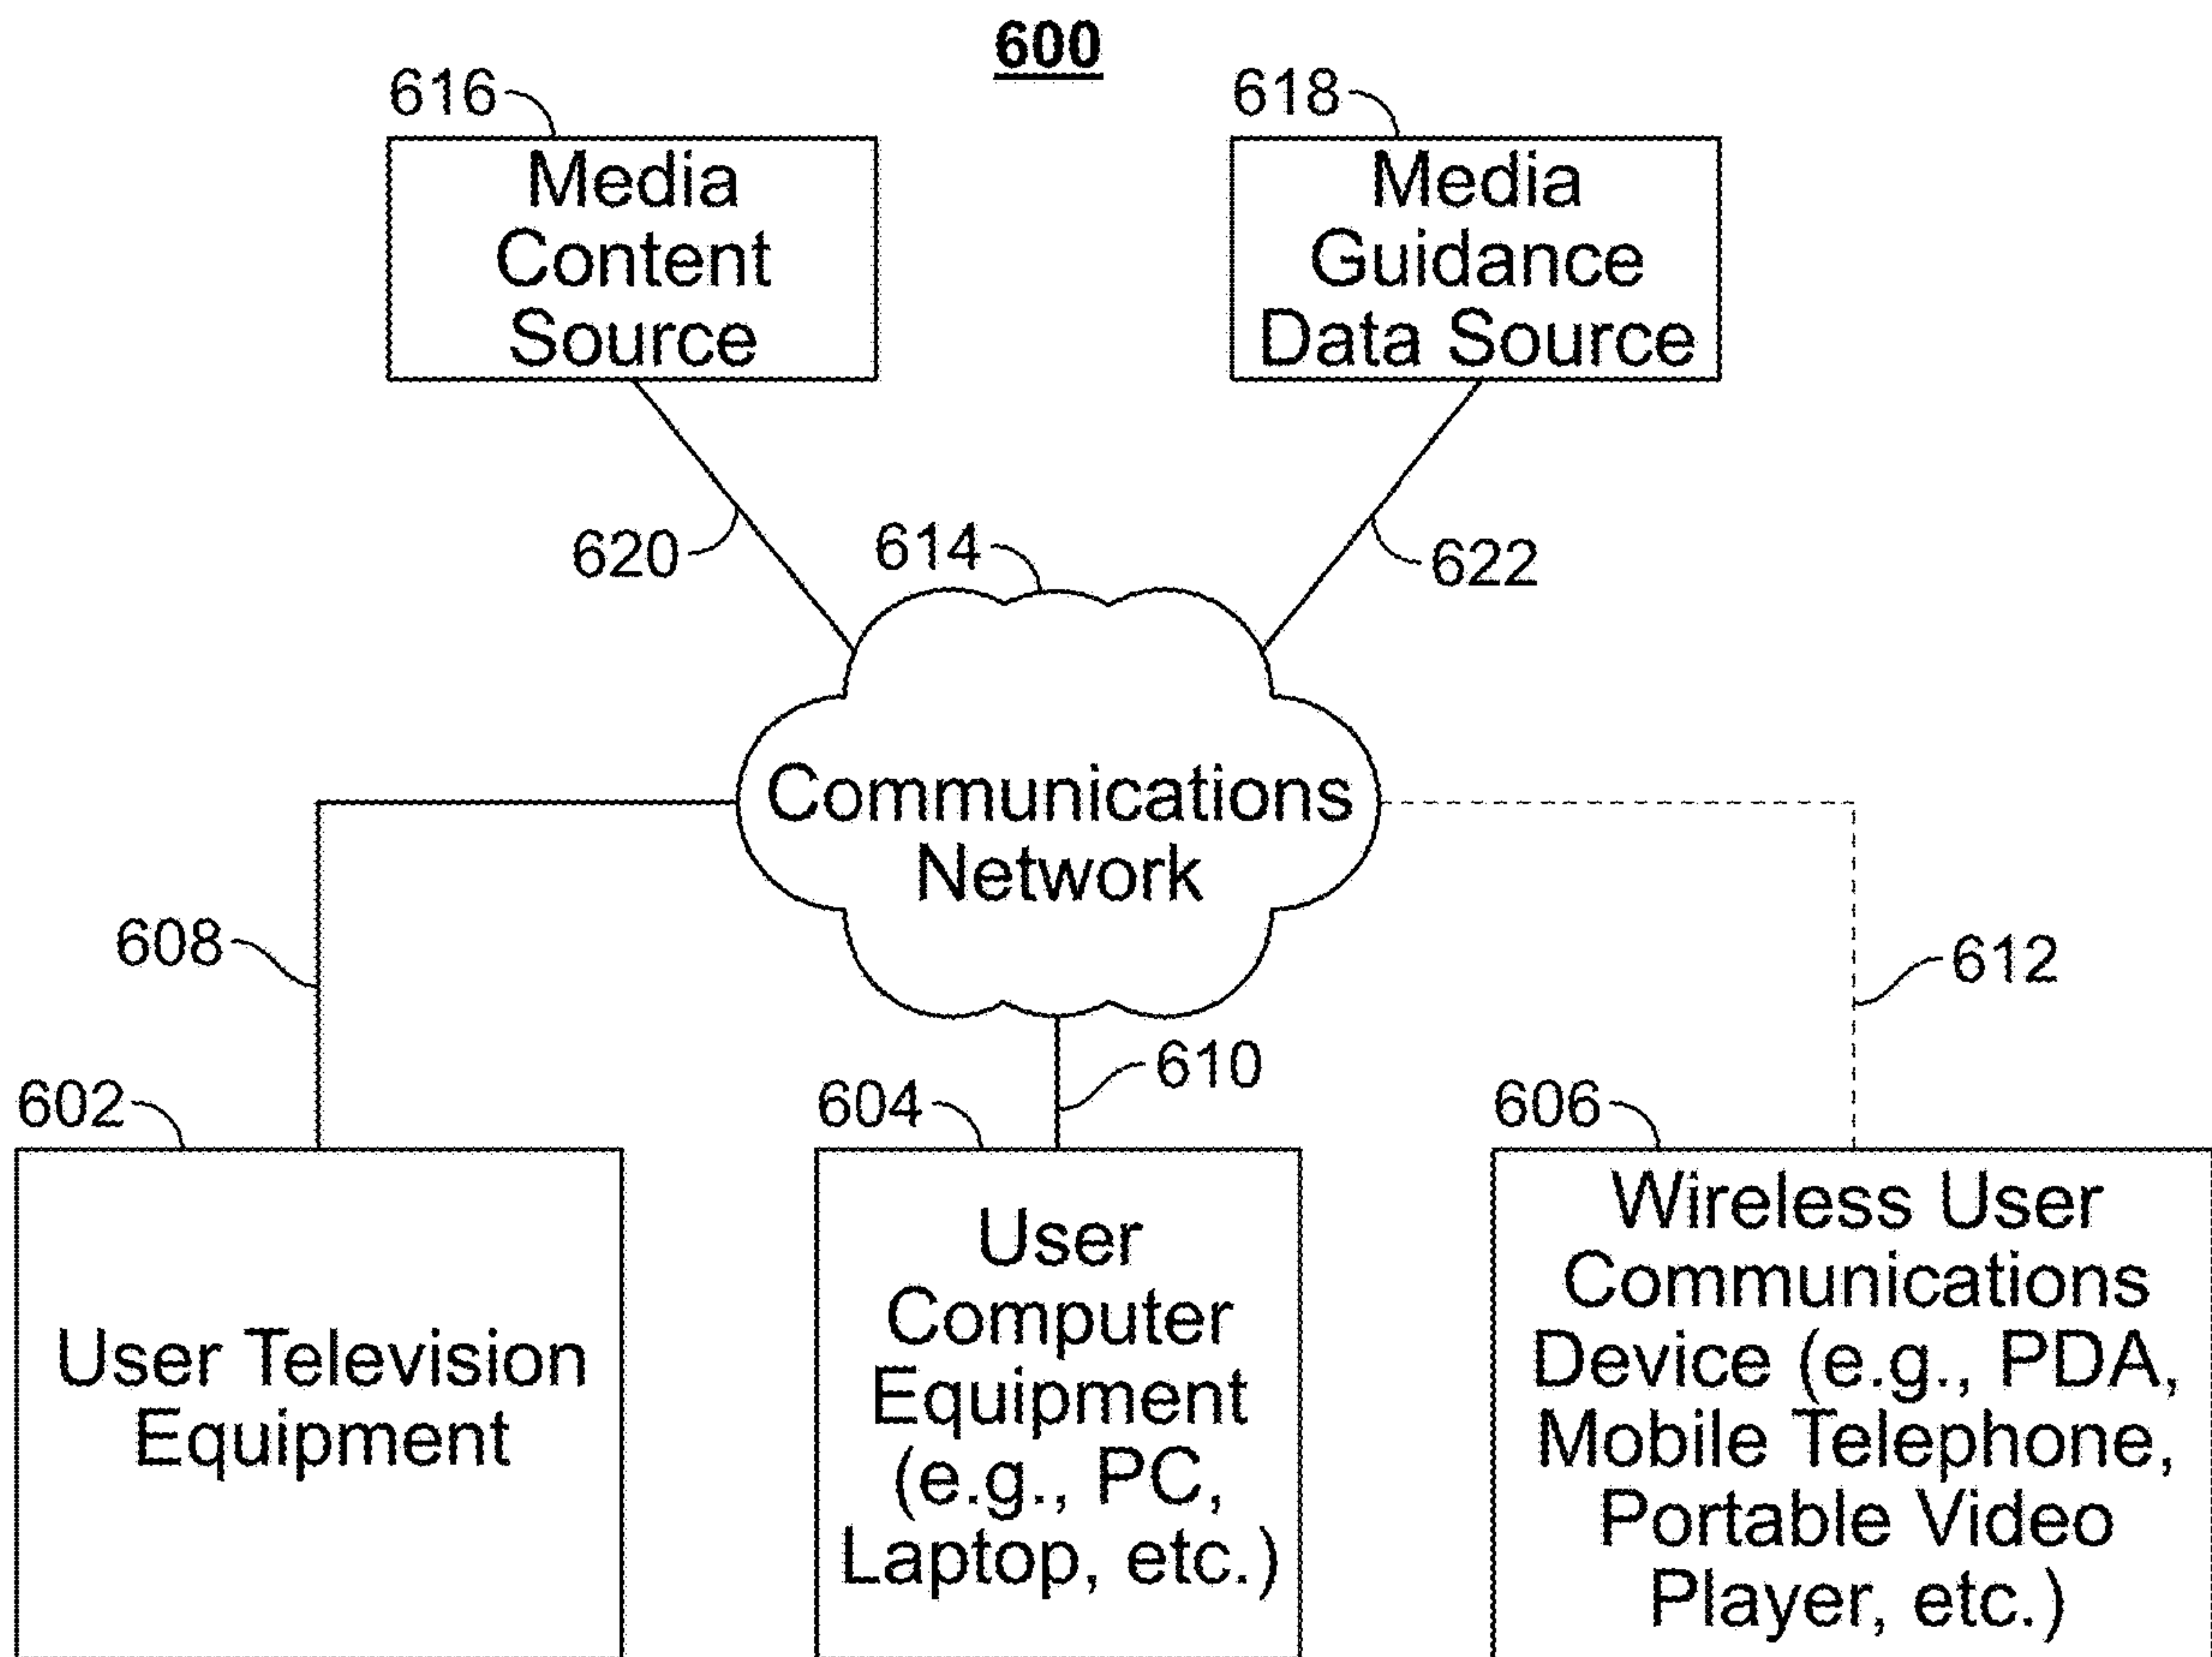 600
616
618
Media
Content
Source
Media
Guidance
Data Source
620
614
622
Communications
Network
608
612
610
602
604
606
User Television
Equipment
User
Computer
Equipment
(e.g., PC,
Laptop, etc.)
Wireless User
Communications
Device (e.g., PDA,
Mobile Telephone,
Portable Video
Player, etc.)